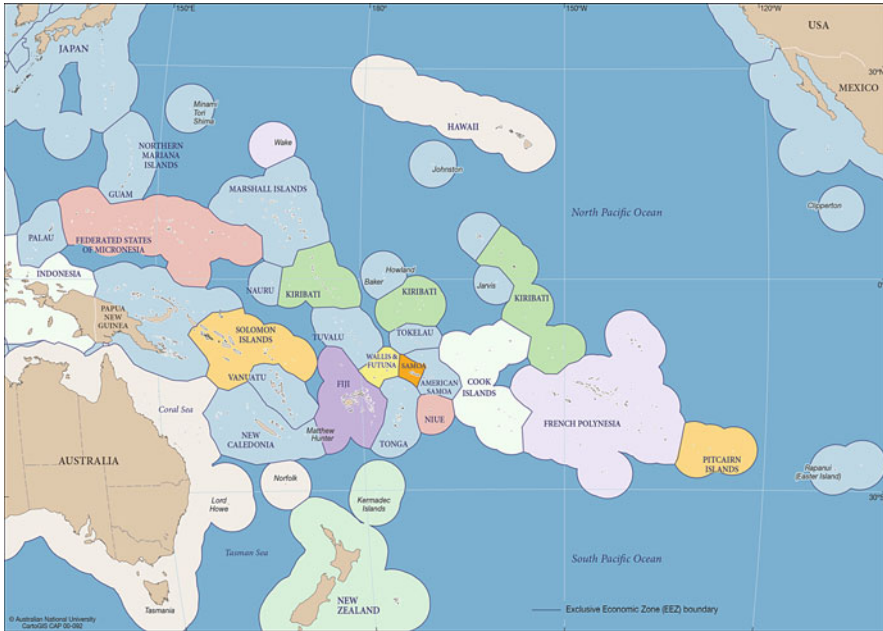 150°E
180°
150°W
120°W
USA
JAPAN
30°N
MEXICO
Minami
Tori
Shima
HAWAII
Wake
NORTHERN
MARIANA
ISLANDS
Johnston
MARSHALL ISLANDS
GUAM
Clipperton
North Pacific Ocean
PALAU
FEDERATED STATES
OF MICRONESIA
INDONESIA
Howland
Baker
0°
NAURU
KIRIBATI
KIRIBATI
Jarvis
KIRIBATI
PAPUA
NEW
GUINEA
SOLOMON
ISLANDS
TUVALU
TOKELAU
WALLIS &
FUTUNA
SAMOA
VANUATU
FIJI
AMERICAN
SAMOA
COOK
ISLANDS
Coral Sea
NIUE
FRENCH POLYNESIA
Matthew
Hunter
NEW
CALEDONIA
TONGA
PITCAIRN
ISLANDS
AUSTRALIA
Rapanui
(Easter Island)
Norfolk
Lord
Howe
Kermadec
Islands
30°S
Tasman Sea
South Pacific Ocean
Tasmania
NEW
ZEALAND
Exclusive Economic Zone (EEZ) boundary
© Australian National University
CartoGIS CAP 00-092